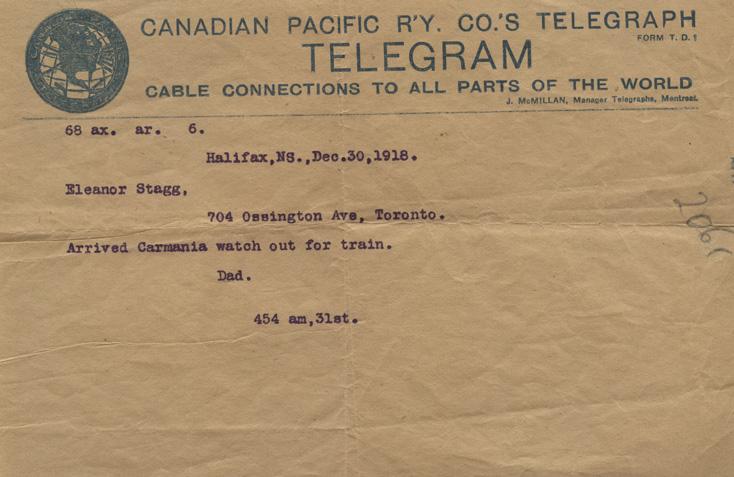 CANADIAN PACIFIC R'Y. CO.'S TELEGRAPH
FORM T. D. 1
TELEGRAM
CABLE CONNECTIONS TO ALL PARTS OF THE WORLD
J. McMILLAN, Manager Telegraphs, Montreal.
68 ax. ar. 6.
Halifax,NS.,Dec.30,1918.
Eleanor Stagg,
704 Ossington Ave, Toronto.
Arrived Carmania watch out for train.
Dad.
454 am,31st.